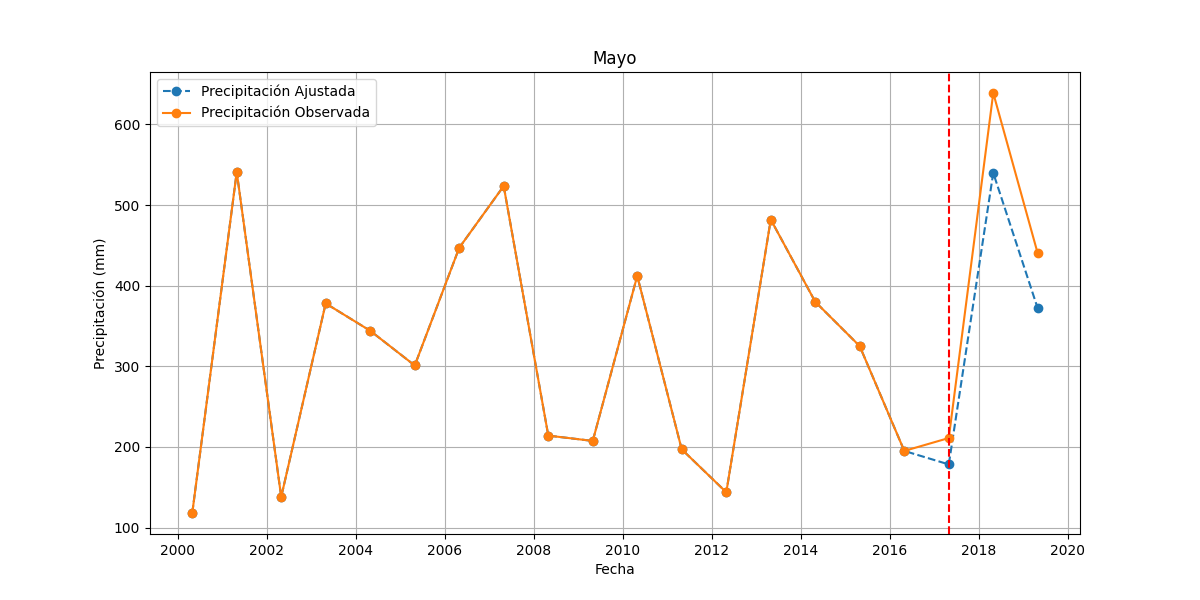 Mayo
Precipitación Ajustada
Precipitación Observada
600
500
400
300
200
100
Precipitación (mm)
2000 2002 2004 2006 2008 2010 2012 2014 2016 2018 2020
Fecha